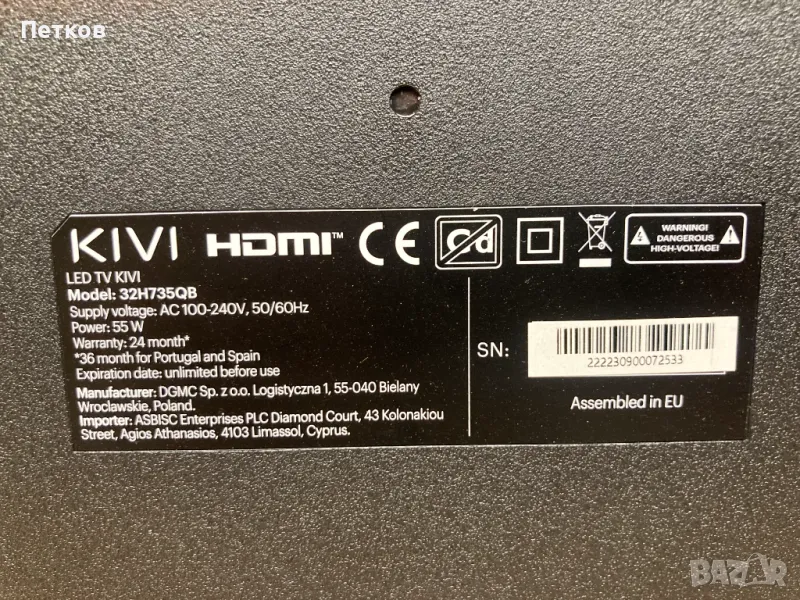 Петков
KIVI HDMI™ CE Cd WARNING! DANGEROUS HIGH-VOLTAGE!
LED TV KIVI
Model: 32H735QB
Supply voltage: AC 100-240V, 50/60Hz
Power: 55 W
Warranty: 24 month*
*36 month for Portugal and Spain
Expiration date: unlimited before use
Manufacturer: DGMC Sp. z o.o. Logistyczna 1, 55-040 Bielany
Wroclawskie, Poland.
Importer: ASBISC Enterprises PLC Diamond Court, 43 Kolonakiou
Street, Agios Athanasios, 4103 Limassol, Cyprus.
SN:
222230900072533
Assembled in EU
BAZAR